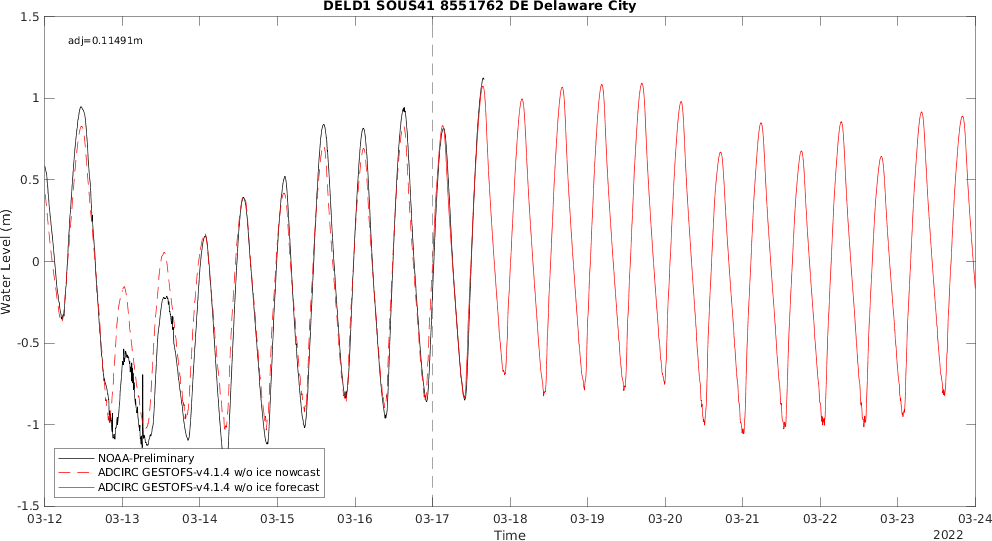 DELD1 SOUS41 8551762 DE Delaware City
adj=0.11491m
1.5
1
0.5
0
-0.5
-1
-1.5
Water Level (m)
NOAA-Preliminary
ADCIRC GESTOFS-v4.1.4 w/o ice nowcast
ADCIRC GESTOFS-v4.1.4 w/o ice forecast
03-12 03-13 03-14 03-15 03-16 03-17 03-18 03-19 03-20 03-21 03-22 03-23 03-24
Time
2022